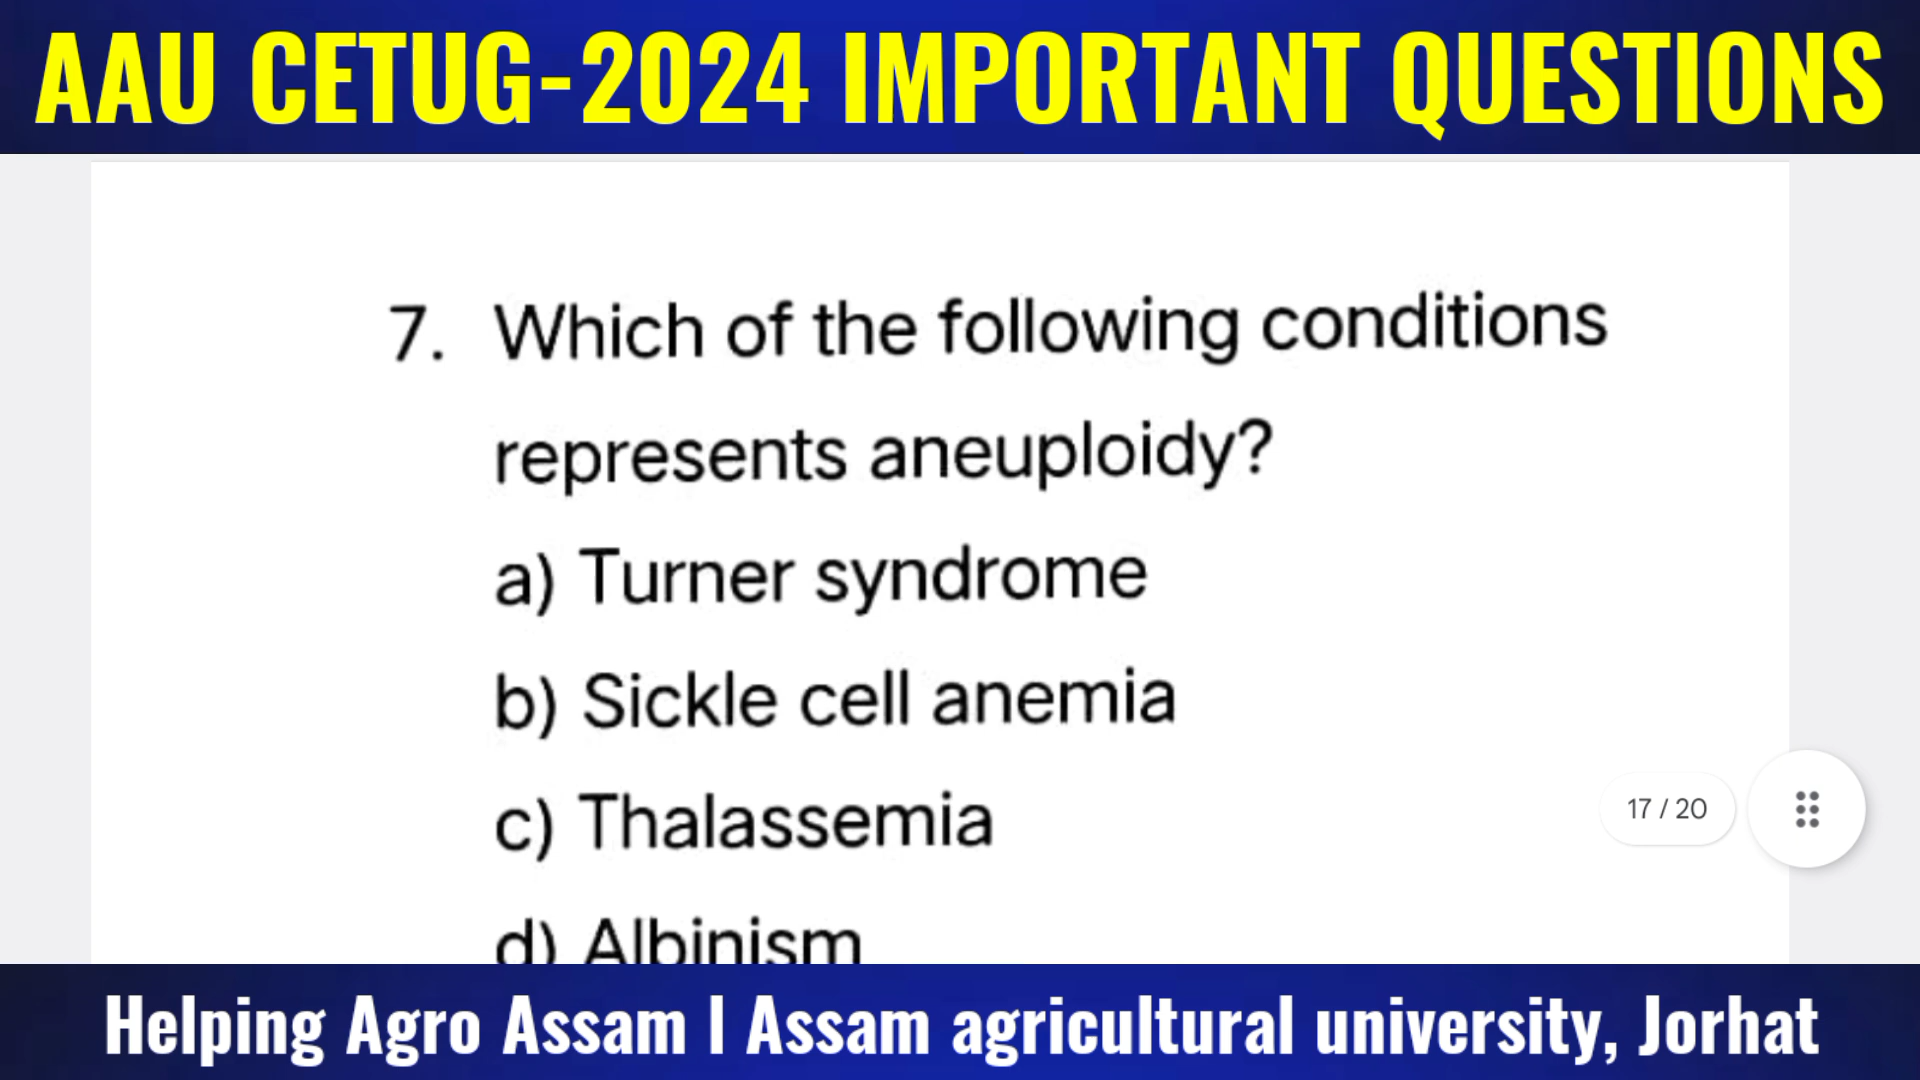 AAU CETUG-2024 IMPORTANT QUESTIONS
7. Which of the following conditions
represents aneuploidy?
a) Turner syndrome
b) Sickle cell anemia
c) Thalassemia
17 / 20
d) Albinism
Helping Agro Assam I Assam agricultural university, Jorhat